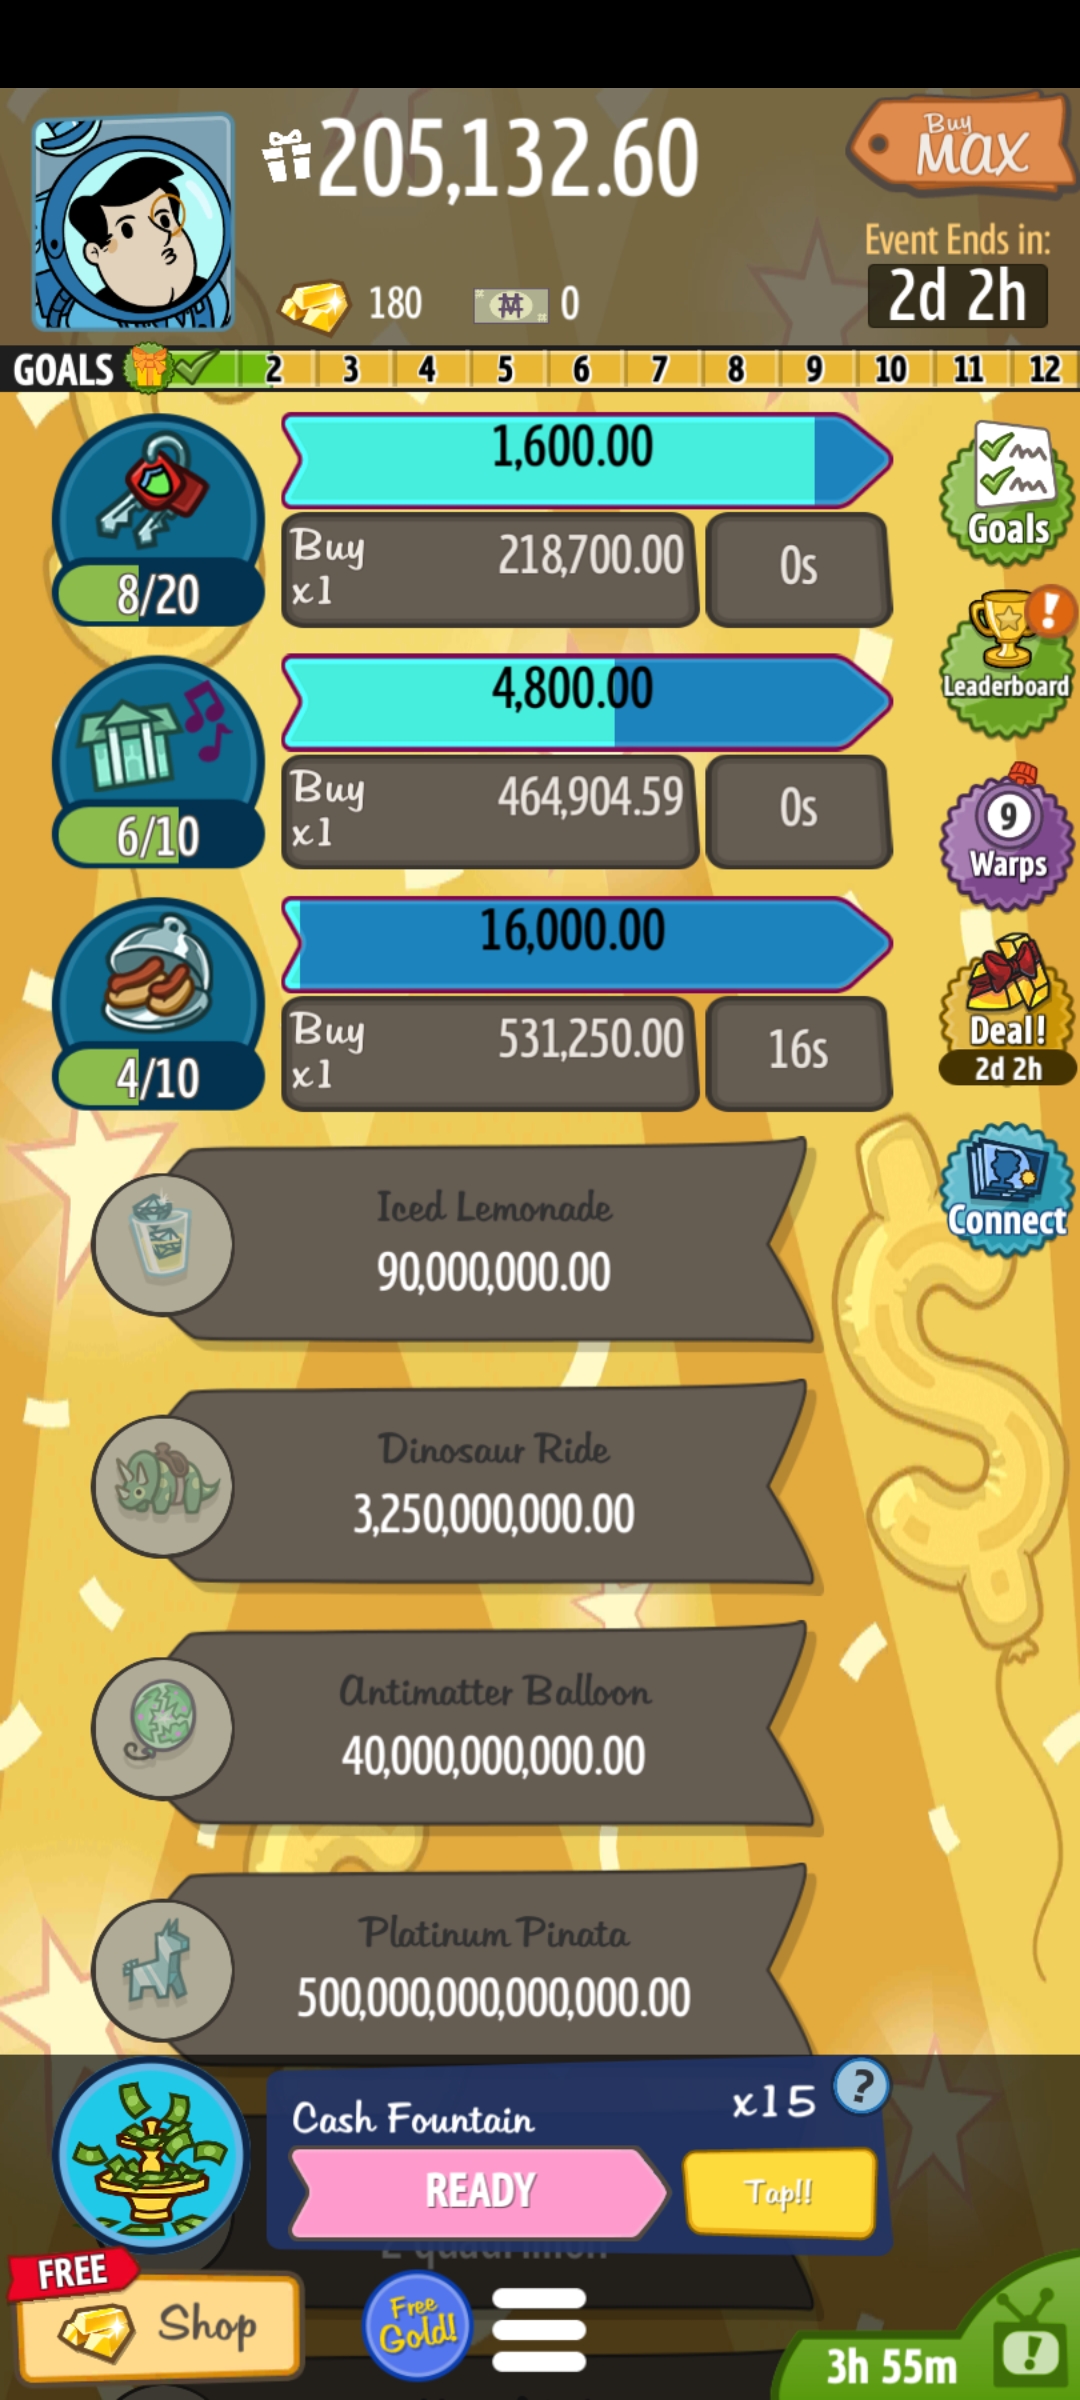 205,132.60
Buy
MAX
Event Ends in:
180
0
2d 2h
GOALS 2 3 4 5 6 7 8 9 10 11 12
1,600.00
Buy
x1
218,700.00
0s
8/20
Goals
4,800.00
Buy
x1
464,904.59
0s
6/10
Leaderboard
9
Warps
16,000.00
Buy
x1
531,250.00
16s
4/10
Deal!
2d 2h
Connect
Iced Lemonade
90,000,000.00
Dinosaur Ride
3,250,000,000.00
Antimatter Balloon
40,000,000,000.00
Platinum Pinata
500,000,000,000,000.00
Cash Fountain
x15
?
READY
Tap!!
FREE
Shop
Free
Gold!
3h 55m